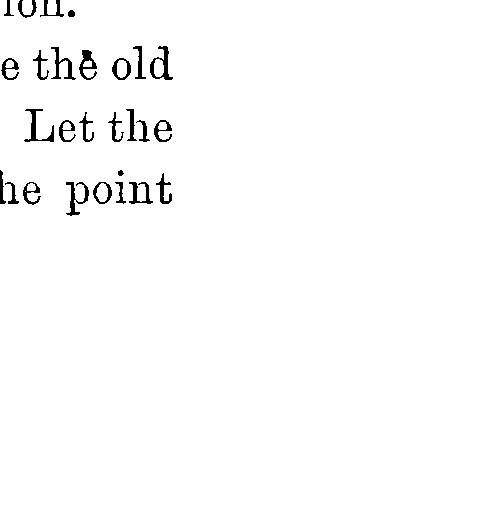 ion.
e the old
Let the
he point